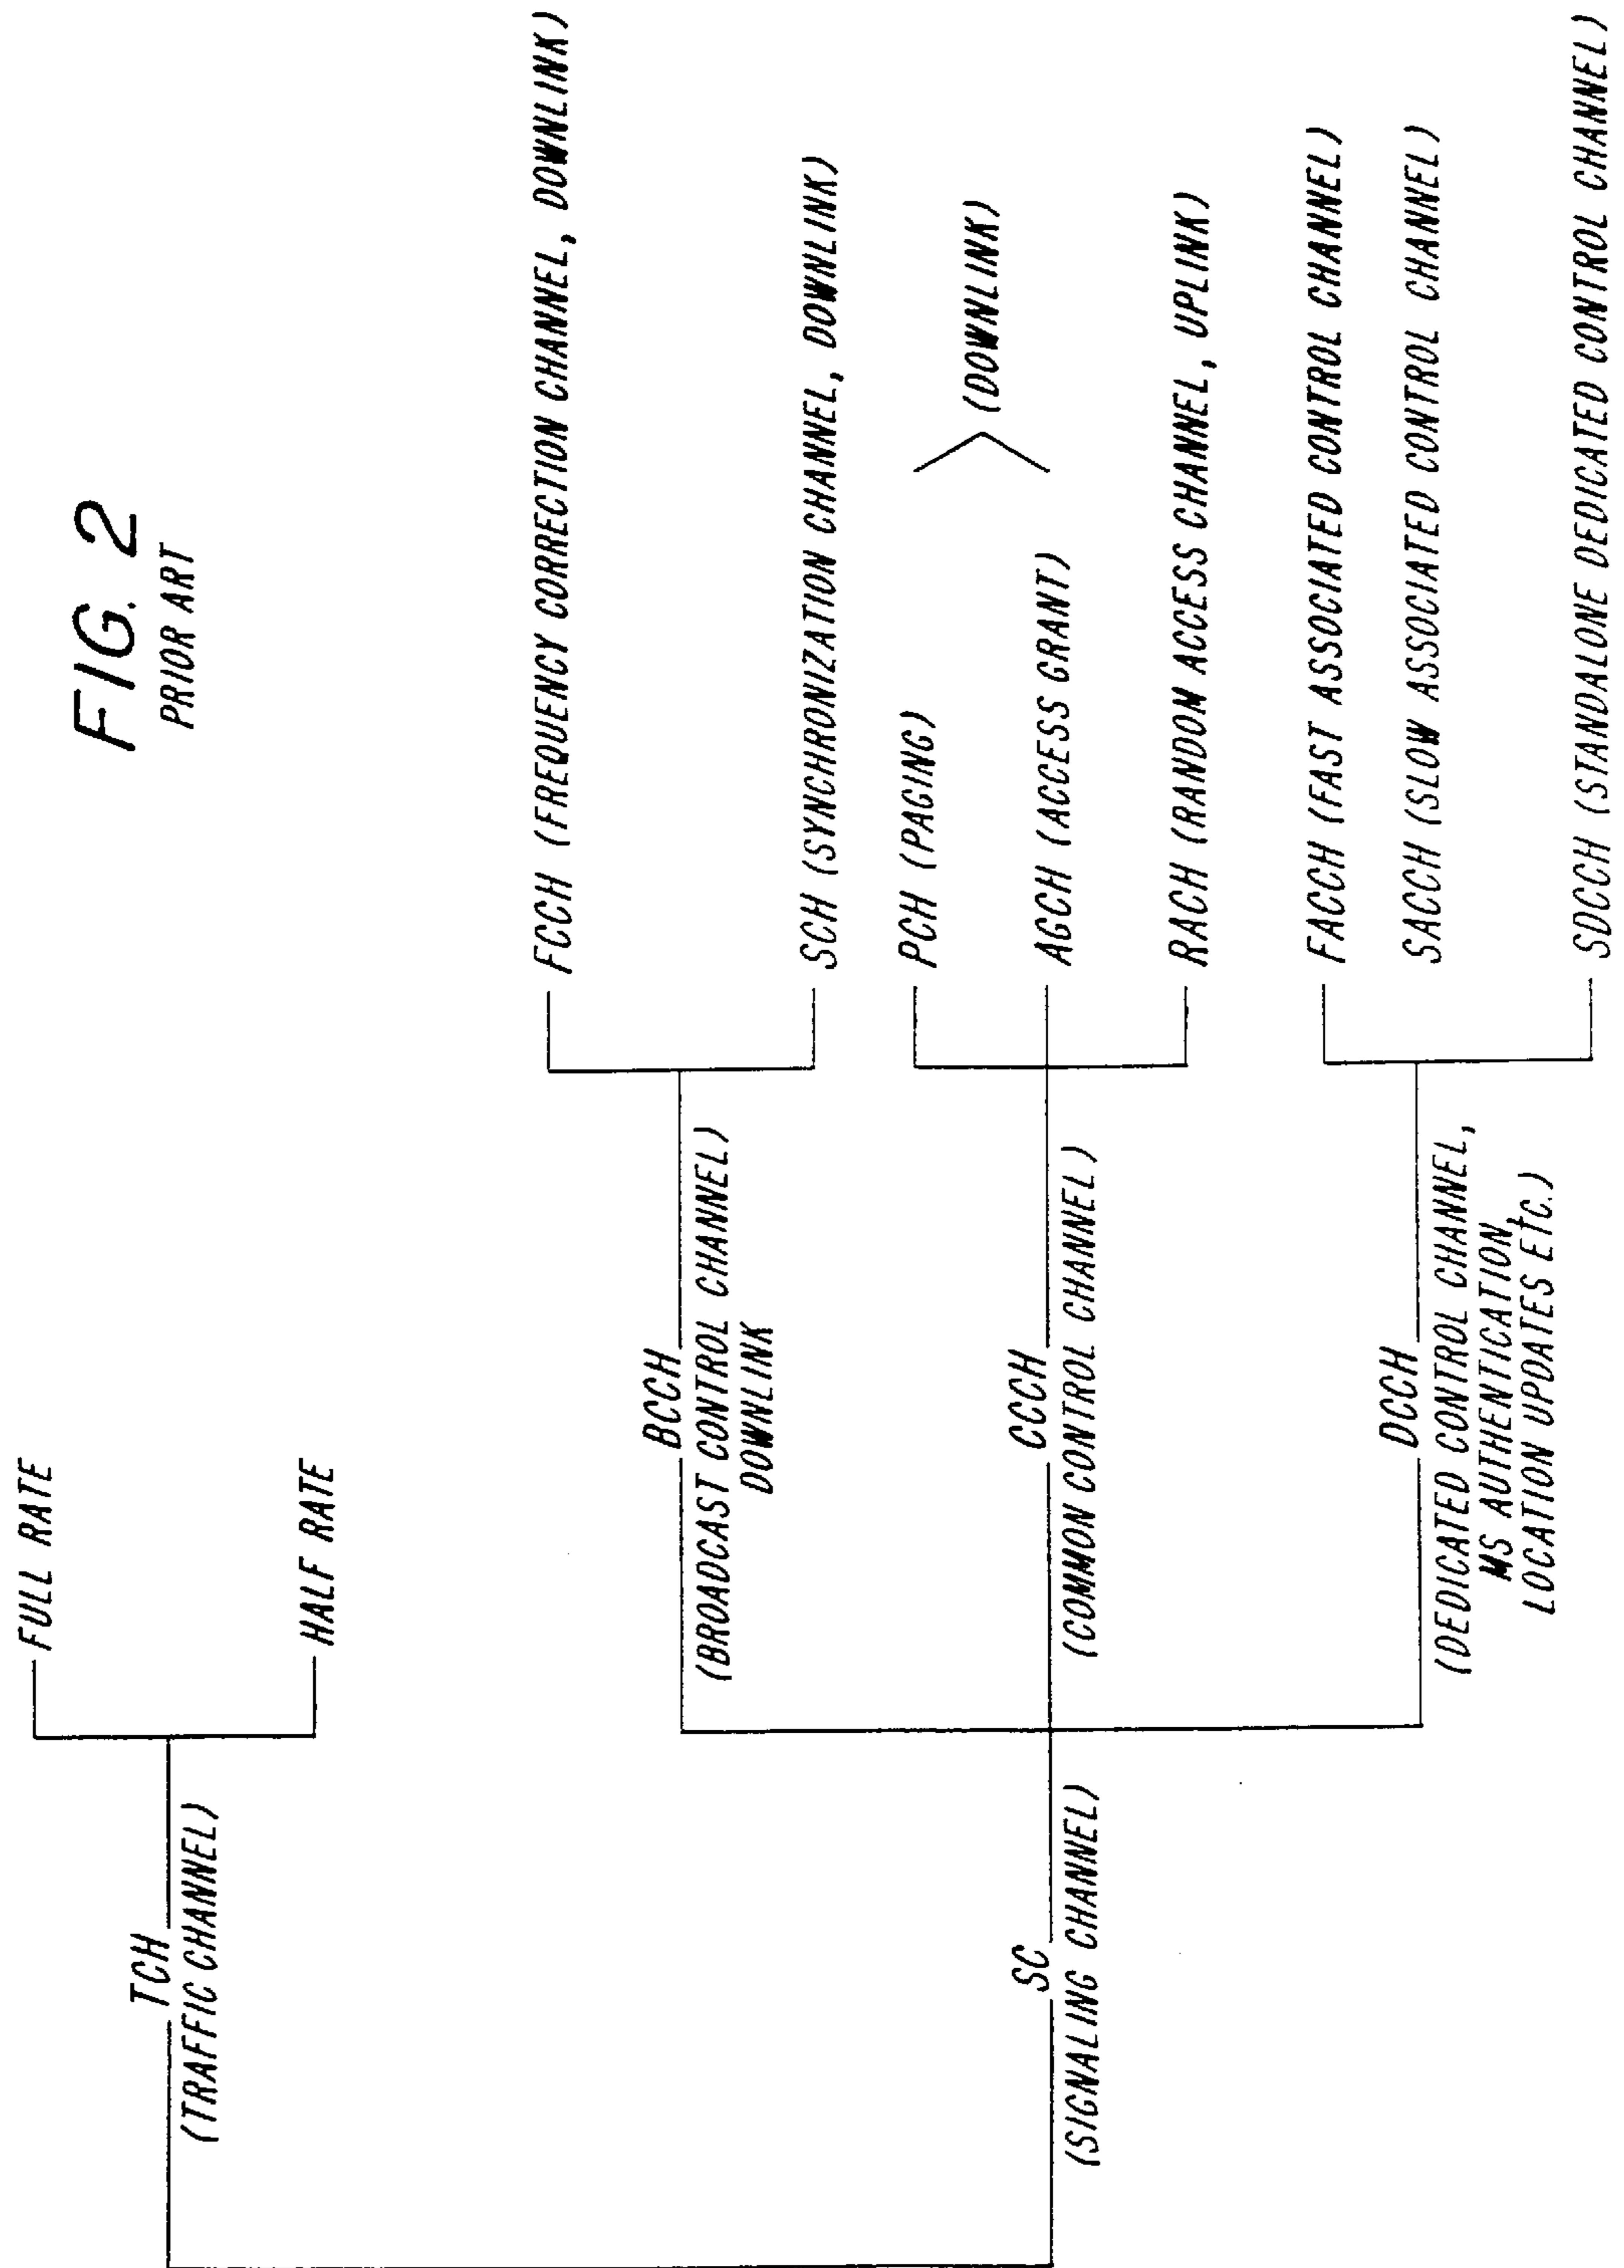 FIG. 2
PRIOR ART
TCH
(TRAFFIC CHANNEL)
FULL RATE
HALF RATE
SC
(SIGNALING CHANNEL)
BCCH
(BROADCAST CONTROL CHANNEL)
DOWNLINK
FCCH (FREQUENCY CORRECTION CHANNEL, DOWNLINK)
SCH (SYNCHRONIZATION CHANNEL, DOWNLINK)
CCCH
(COMMON CONTROL CHANNEL)
PCH (PAGING)
AGCH (ACCESS GRANT)
(DOWNLINK)
RACH (RANDOM ACCESS CHANNEL, UPLINK)
DCCH
(DEDICATED CONTROL CHANNEL,
MS AUTHENTICATION,
LOCATION UPDATES Etc.)
FACCH (FAST ASSOCIATED CONTROL CHANNEL)
SACCH (SLOW ASSOCIATED CONTROL CHANNEL)
SDCCH (STANDALONE DEDICATED CONTROL CHANNEL)